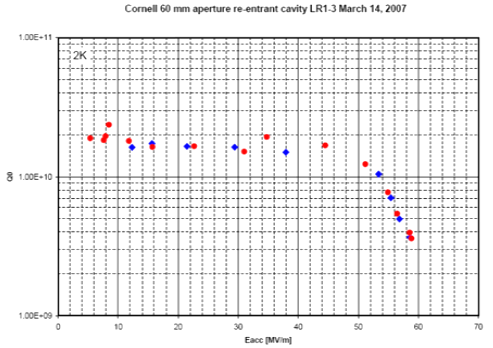 Cornell 60 mm aperture re-entrant cavity LR1-3 March 14, 2007
1.00E+11
2K
Q0
1.00E+10
1.00E+09
0 10 20 30 40 50 60 70
Eacc [MV/m]